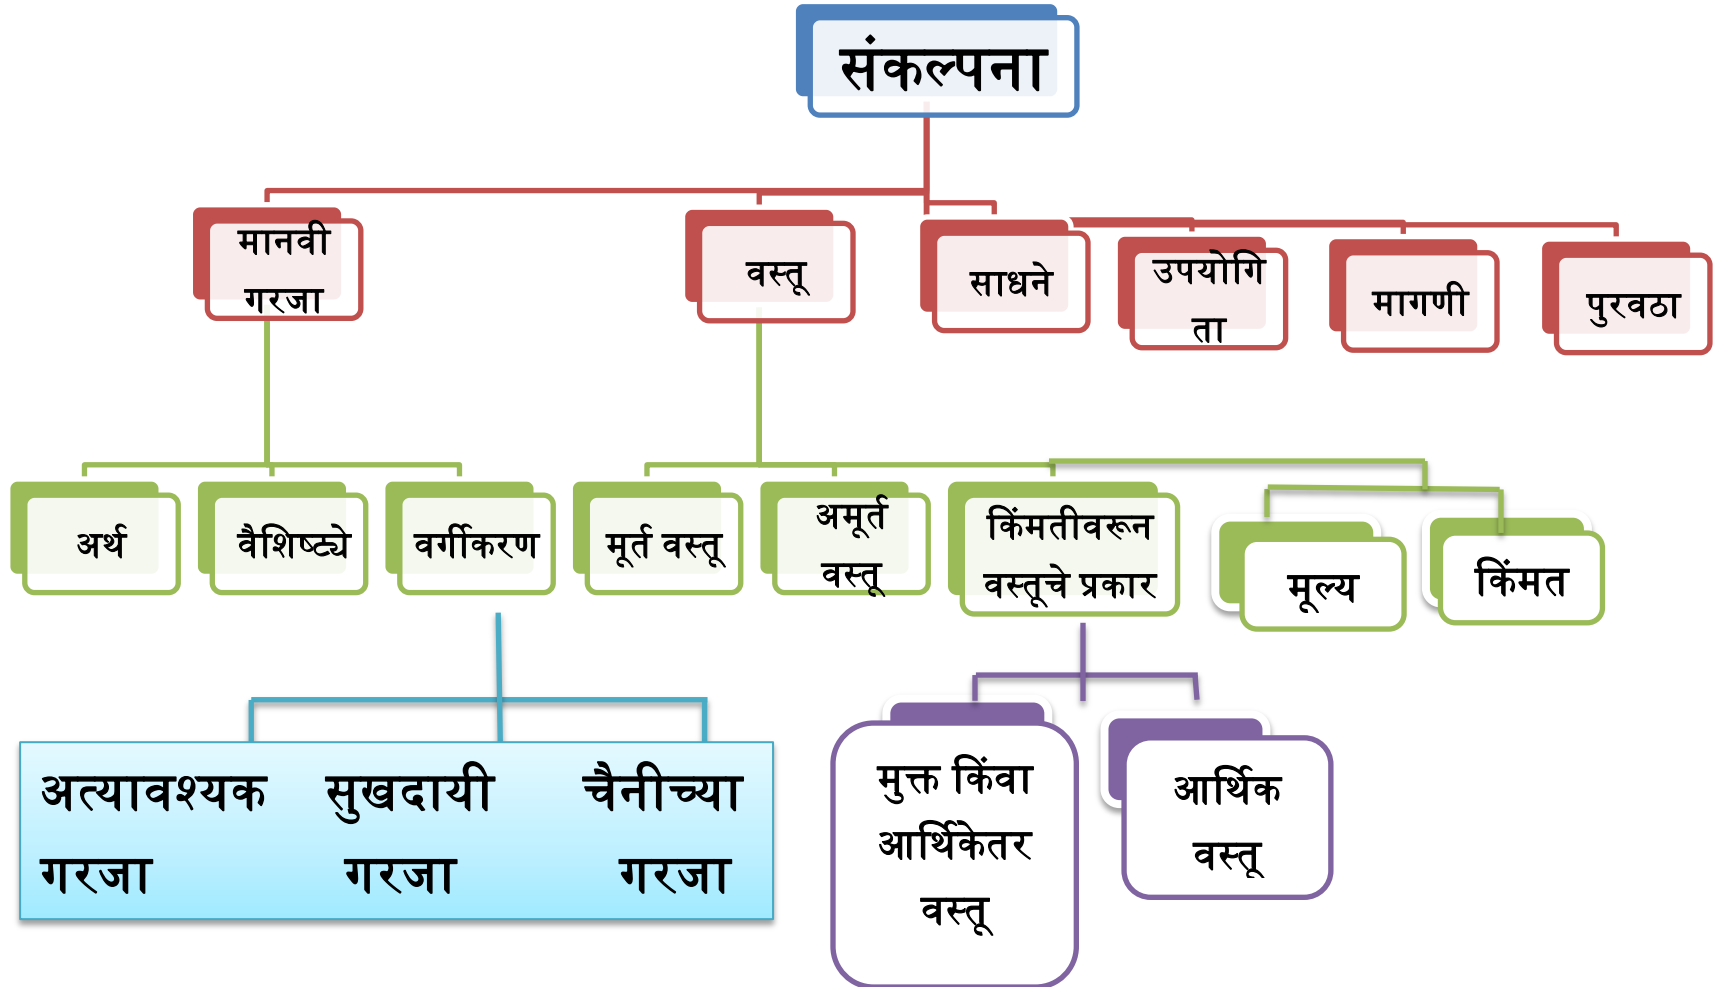 संकल्पना
मानवी
गरजा
वस्तू
साधने
उपयोगि
ता
मागणी
पुरवठा
अर्थ
वैशिष्ट्ये
वर्गीकरण
मूर्त वस्तू
अमूर्त
वस्तू
किंमतीवरून
वस्तूचे प्रकार
मूल्य
किंमत
अत्यावश्यक सुखदायी चैनीच्या
गरजा गरजा गरजा
मुक्त किंवा
आर्थिकेतर
वस्तू
आर्थिक
वस्तू